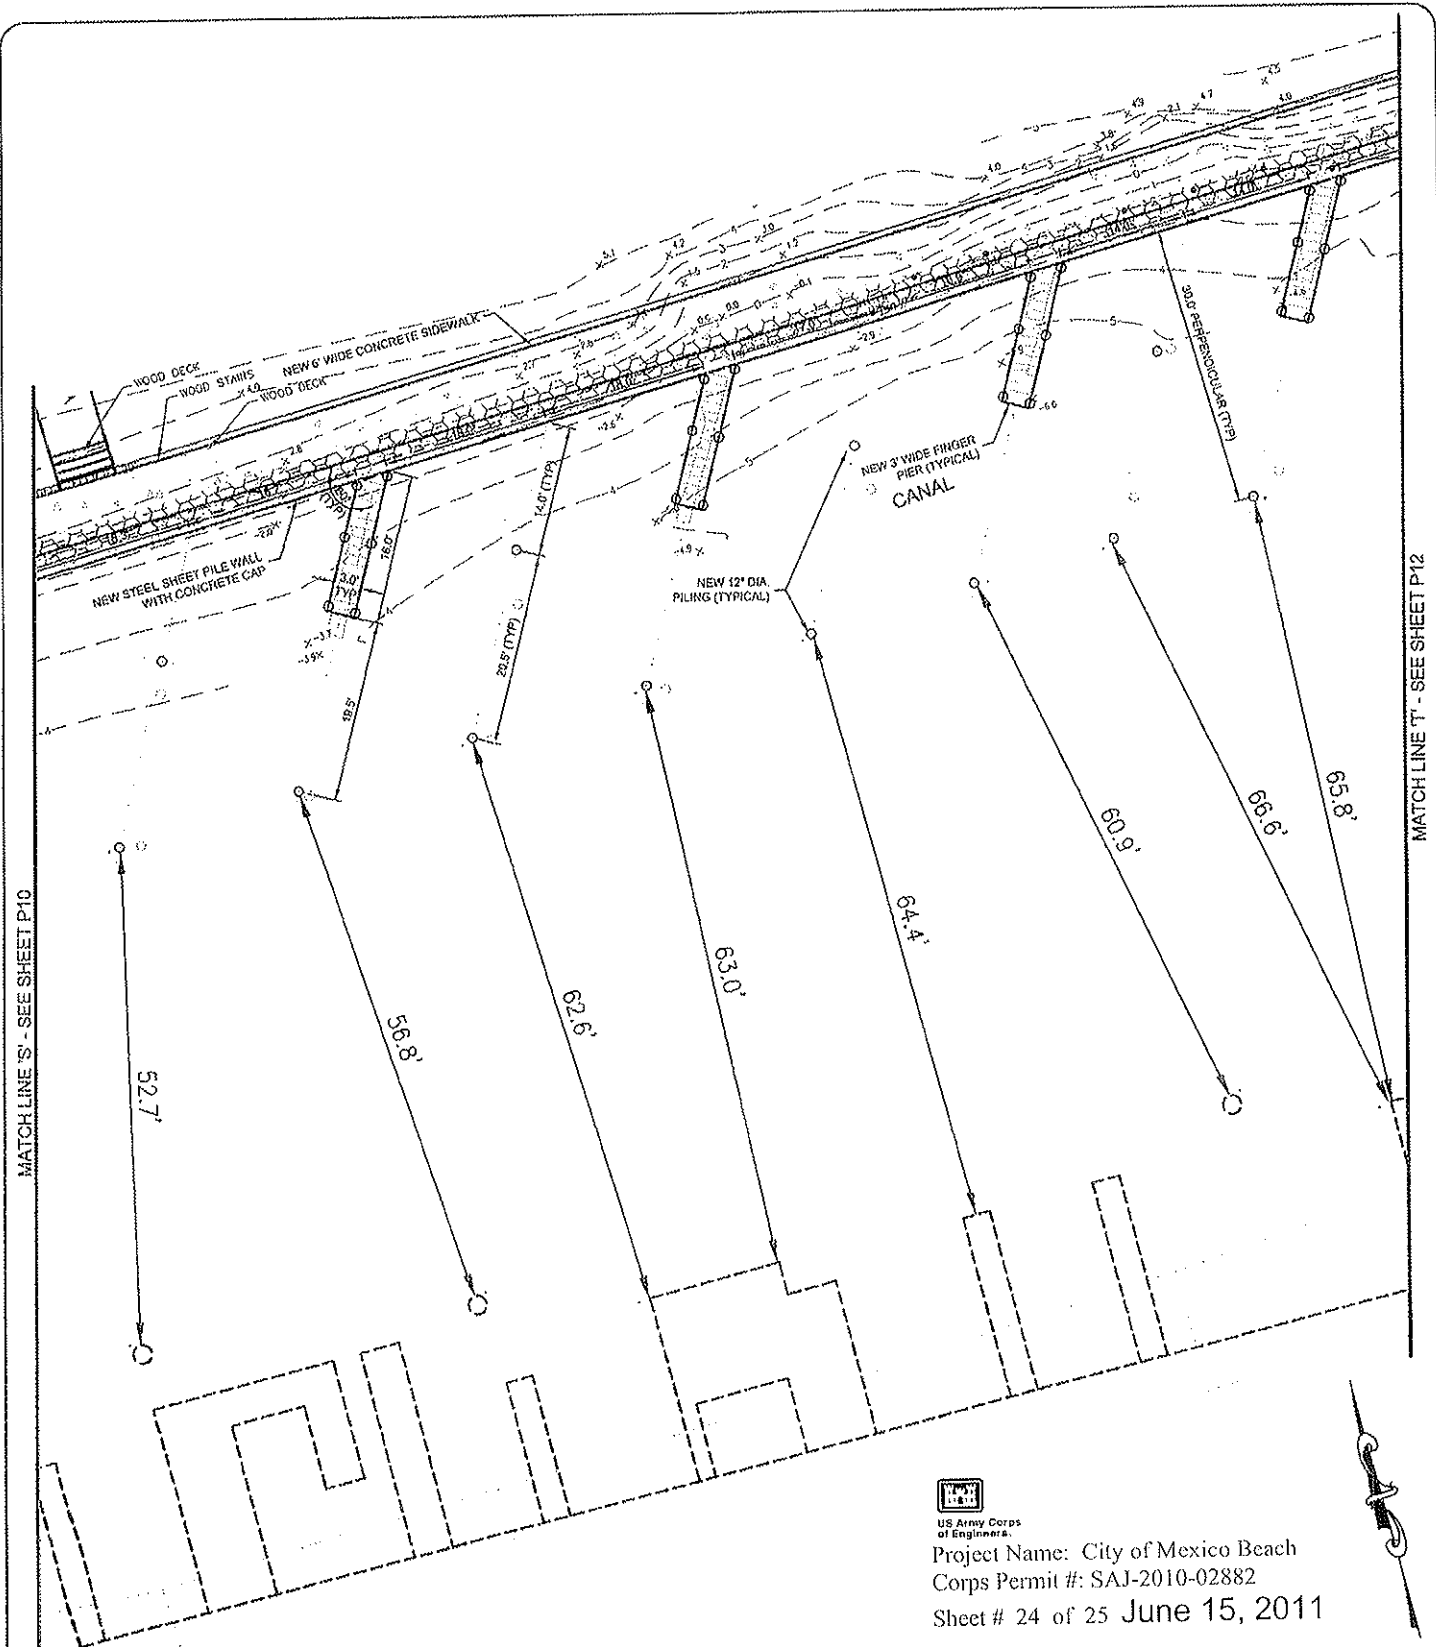 WOOD DECK
WOOD STAIRS
NEW 6' WIDE CONCRETE SIDEWALK
WOOD DECK
NEW STEEL SHEET PILE WALL
WITH CONCRETE CAP
3.0'
TYP
16.0'
18.5'
14.0' (TYP)
20.5' (TYP)
NEW 3' WIDE FINGER
PIER (TYPICAL)
CANAL
NEW 12" DIA.
PILING (TYPICAL)
30.0' PERPENDICULAR (TYP)
52.7'
56.8'
62.6'
63.0'
64.4'
60.9'
66.6'
65.8'
MATCH LINE 'S' - SEE SHEET P10
MATCH LINE 'T' - SEE SHEET P12
US Army Corps
of Engineers.
Project Name: City of Mexico Beach
Corps Permit #: SAJ-2010-02882
Sheet # 24 of 25 June 15, 2011